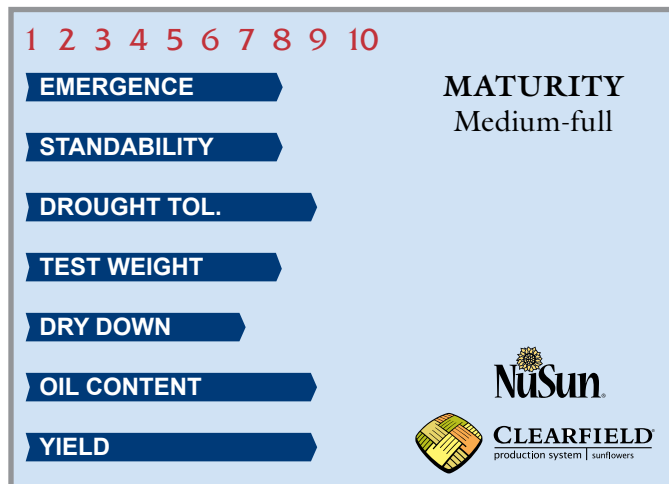 1 2 3 4 5 6 7 8 9 10
EMERGENCE
MATURITY
Medium-full
STANDABILITY
DROUGHT TOL.
TEST WEIGHT
DRY DOWN
OIL CONTENT
YIELD
NuSun®
CLEARFIELD®
production system | sunflowers